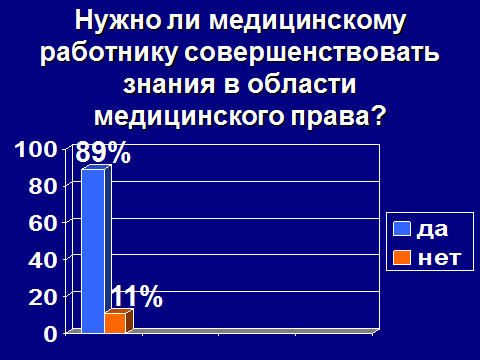 Нужно ли медицинскому
работнику совершенствовать
знания в области
медицинского права?
100
80
60
40
20
0
89%
11%
да
нет